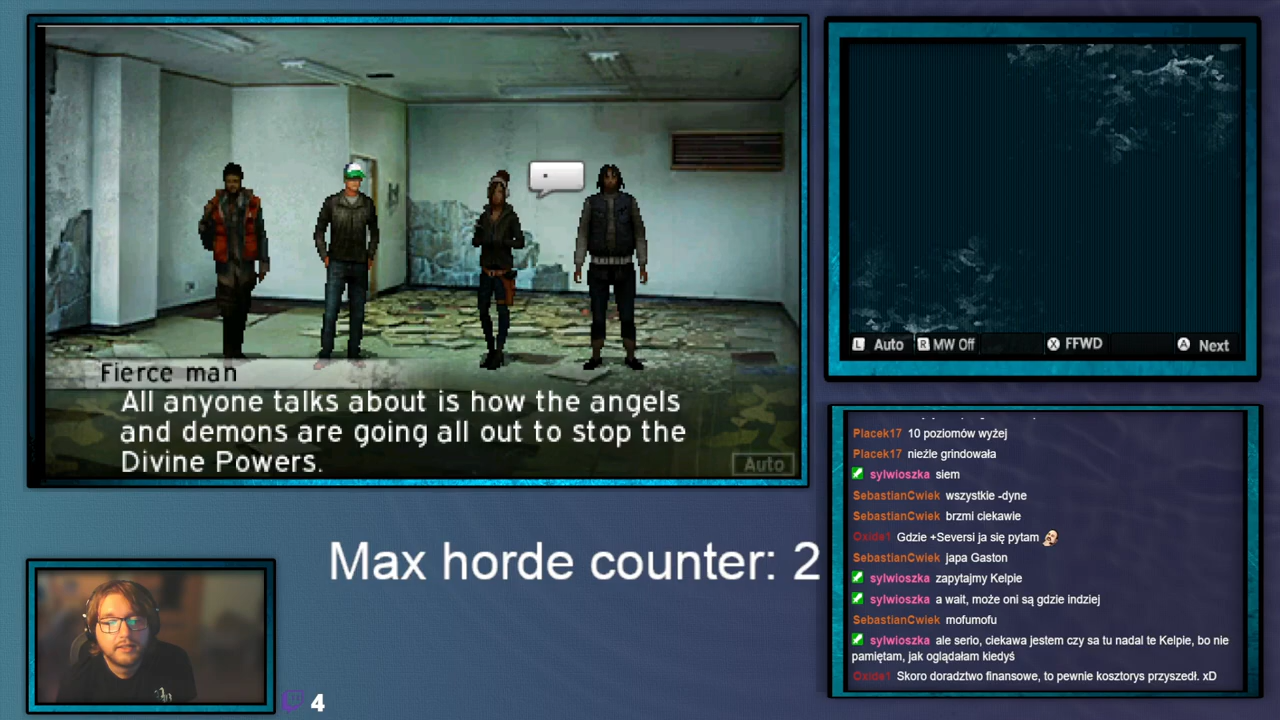 Fierce man
All anyone talks about is how the angels
and demons are going all out to stop the
Divine Powers.
Auto
L Auto R MW Off X FFWD A Next
Placek17 10 poziomów wyżej
Placek17 nieźle grindowała
sylwioszka siem
SebastianCwiek wszystkie -dyne
SebastianCwiek brzmi ciekawie
Oxide1 Gdzie +Seversi ja się pytam
SebastianCwiek japa Gaston
sylwioszka zapytajmy Kelpie
sylwioszka a wait, może oni są gdzie indziej
SebastianCwiek mofumofu
sylwioszka ale serio, ciekawa jestem czy sa tu nadal te Kelpie, bo nie
pamiętam, jak oglądałam kiedyś
Oxide1 Skoro doradztwo finansowe, to pewnie kosztorys przyszedł. xD
Max horde counter: 2
4